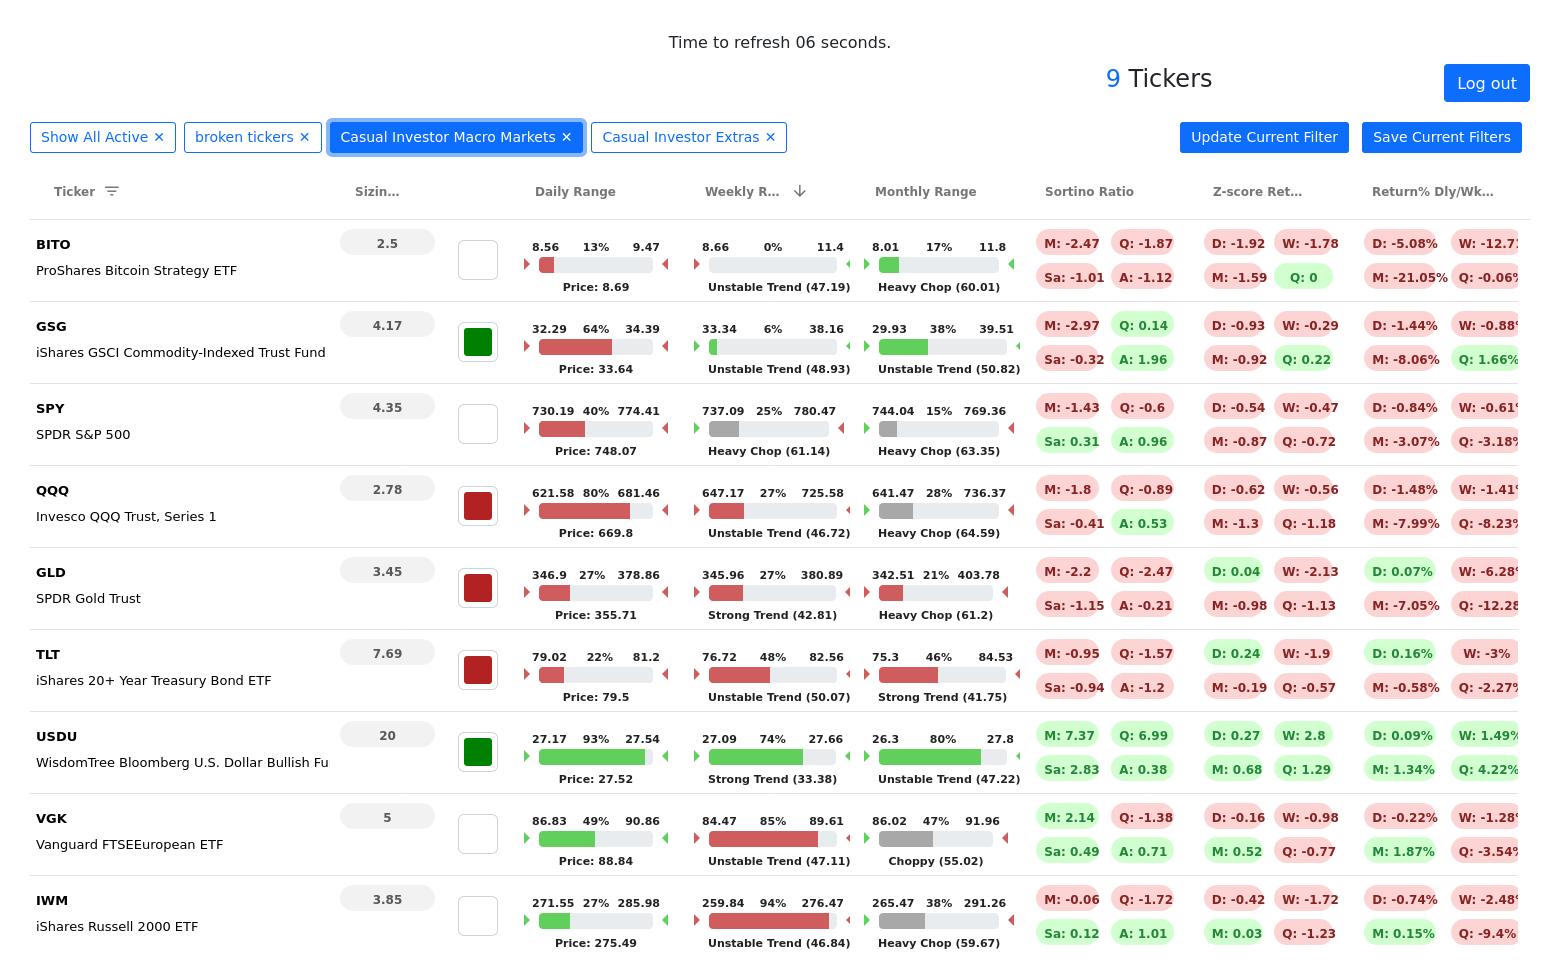 Time to refresh 06 seconds.
9 Tickers
Log out
Show All Active ✕ broken tickers ✕ Casual Investor Macro Markets ✕ Casual Investor Extras ✕ Update Current Filter Save Current Filters
Ticker Sizin... Daily Range Weekly R... Monthly Range Sortino Ratio Z-score Ret... Return% Dly/Wk...
BITO 2.5 8.56 13% 9.47 8.66 0% 11.4 8.01 17% 11.8 M: -2.47 Q: -1.87 D: -1.92 W: -1.78 D: -5.08% W: -12.71
ProShares Bitcoin Strategy ETF Sa: -1.01 A: -1.12 M: -1.59 Q: 0 M: -21.05% Q: -0.06%
Price: 8.69 Unstable Trend (47.19) Heavy Chop (60.01)
GSG 4.17 32.29 64% 34.39 33.34 6% 38.16 29.93 38% 39.51 M: -2.97 Q: 0.14 D: -0.93 W: -0.29 D: -1.44% W: -0.88%
iShares GSCI Commodity-Indexed Trust Fund Sa: -0.32 A: 1.96 M: -0.92 Q: 0.22 M: -8.06% Q: 1.66%
Price: 33.64 Unstable Trend (48.93) Unstable Trend (50.82)
SPY 4.35 730.19 40% 774.41 737.09 25% 780.47 744.04 15% 769.36 M: -1.43 Q: -0.6 D: -0.54 W: -0.47 D: -0.84% W: -0.61%
SPDR S&P 500 Sa: 0.31 A: 0.96 M: -0.87 Q: -0.72 M: -3.07% Q: -3.18%
Price: 748.07 Heavy Chop (61.14) Heavy Chop (63.35)
QQQ 2.78 621.58 80% 681.46 647.17 27% 725.58 641.47 28% 736.37 M: -1.8 Q: -0.89 D: -0.62 W: -0.56 D: -1.48% W: -1.41%
Invesco QQQ Trust, Series 1 Sa: -0.41 A: 0.53 M: -1.3 Q: -1.18 M: -7.99% Q: -8.23%
Price: 669.8 Unstable Trend (46.72) Heavy Chop (64.59)
GLD 3.45 346.9 27% 378.86 345.96 27% 380.89 342.51 21% 403.78 M: -2.2 Q: -2.47 D: 0.04 W: -2.13 D: 0.07% W: -6.28%
SPDR Gold Trust Sa: -1.15 A: -0.21 M: -0.98 Q: -1.13 M: -7.05% Q: -12.28
Price: 355.71 Strong Trend (42.81) Heavy Chop (61.2)
TLT 7.69 79.02 22% 81.2 76.72 48% 82.56 75.3 46% 84.53 M: -0.95 Q: -1.57 D: 0.24 W: -1.9 D: 0.16% W: -3%
iShares 20+ Year Treasury Bond ETF Sa: -0.94 A: -1.2 M: -0.19 Q: -0.57 M: -0.58% Q: -2.27%
Price: 79.5 Unstable Trend (50.07) Strong Trend (41.75)
USDU 20 27.17 93% 27.54 27.09 74% 27.66 26.3 80% 27.8 M: 7.37 Q: 6.99 D: 0.27 W: 2.8 D: 0.09% W: 1.49%
WisdomTree Bloomberg U.S. Dollar Bullish Fu Sa: 2.83 A: 0.38 M: 0.68 Q: 1.29 M: 1.34% Q: 4.22%
Price: 27.52 Strong Trend (33.38) Unstable Trend (47.22)
VGK 5 86.83 49% 90.86 84.47 85% 89.61 86.02 47% 91.96 M: 2.14 Q: -1.38 D: -0.16 W: -0.98 D: -0.22% W: -1.28%
Vanguard FTSEEuropean ETF Sa: 0.49 A: 0.71 M: 0.52 Q: -0.77 M: 1.87% Q: -3.54%
Price: 88.84 Unstable Trend (47.11) Choppy (55.02)
IWM 3.85 271.55 27% 285.98 259.84 94% 276.47 265.47 38% 291.26 M: -0.06 Q: -1.72 D: -0.42 W: -1.72 D: -0.74% W: -2.48%
iShares Russell 2000 ETF Sa: 0.12 A: 1.01 M: 0.03 Q: -1.23 M: 0.15% Q: -9.4%
Price: 275.49 Unstable Trend (46.84) Heavy Chop (59.67)